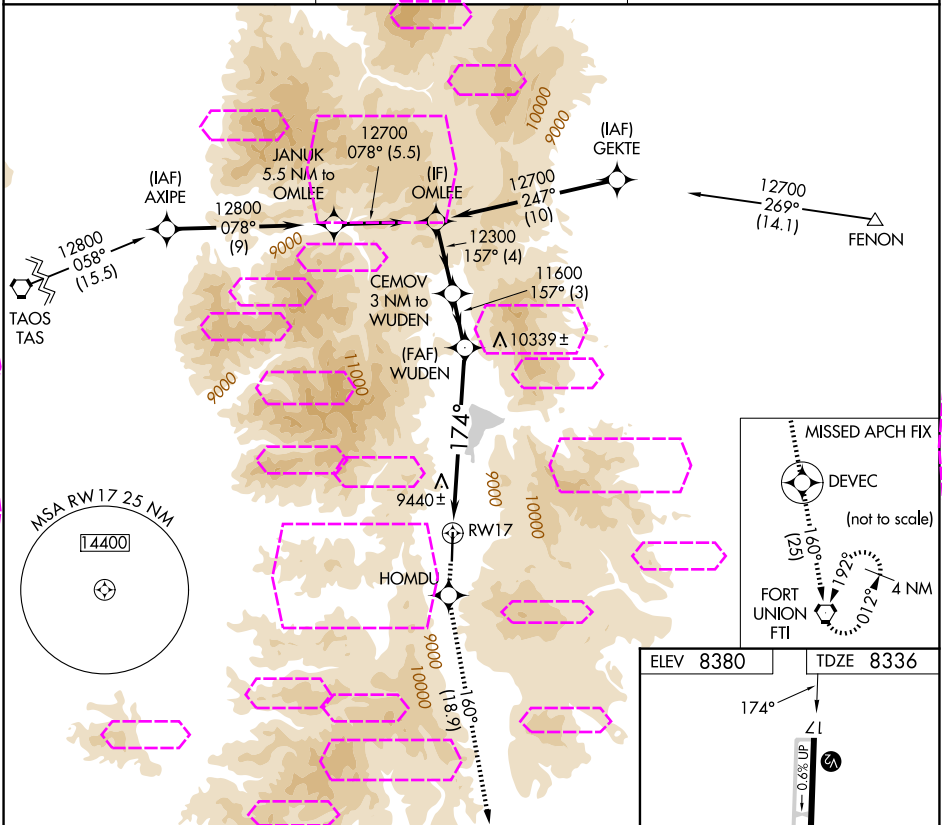 10000
9000
(IAF)
GEKTE
12700
078° (5.5)
JANUK
5.5 NM to
OMLEE
(IF)
OMLEE
12700
247°
(10)
12700
269°
(14.1)
FENON
(IAF)
AXIPE
12800
078°
(9)
9000
12800
058°
(15.5)
TAOS
TAS
12300
157° (4)
CEMOV
3 NM to
WUDEN
11600
157° (3)
10339±
(FAF)
WUDEN
9000
11000
174°
9440±
9000
10000
RW17
HOMDU
9000
10000
160°
(18.9)
MSA RW17 25 NM
14400
MISSED APCH FIX
DEVEC
(not to scale)
160°
(25)
192°
012°
4 NM
FORT
UNION
FTI
ELEV 8380
TDZE 8336
174°
17
0.6% UP
V2